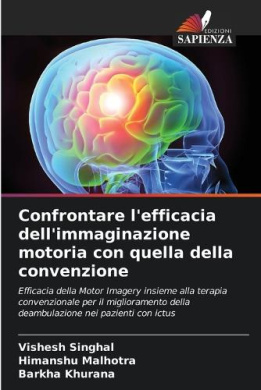 EDIZIONI
SAPIENZA
Confrontare l'efficacia
dell'immaginazione
motoria con quella della
convenzione
Efficacia della Motor Imagery insieme alla terapia
convenzionale per il miglioramento della
deambulazione nei pazienti con ictus
Vishesh Singhal
Himanshu Malhotra
Barkha Khurana